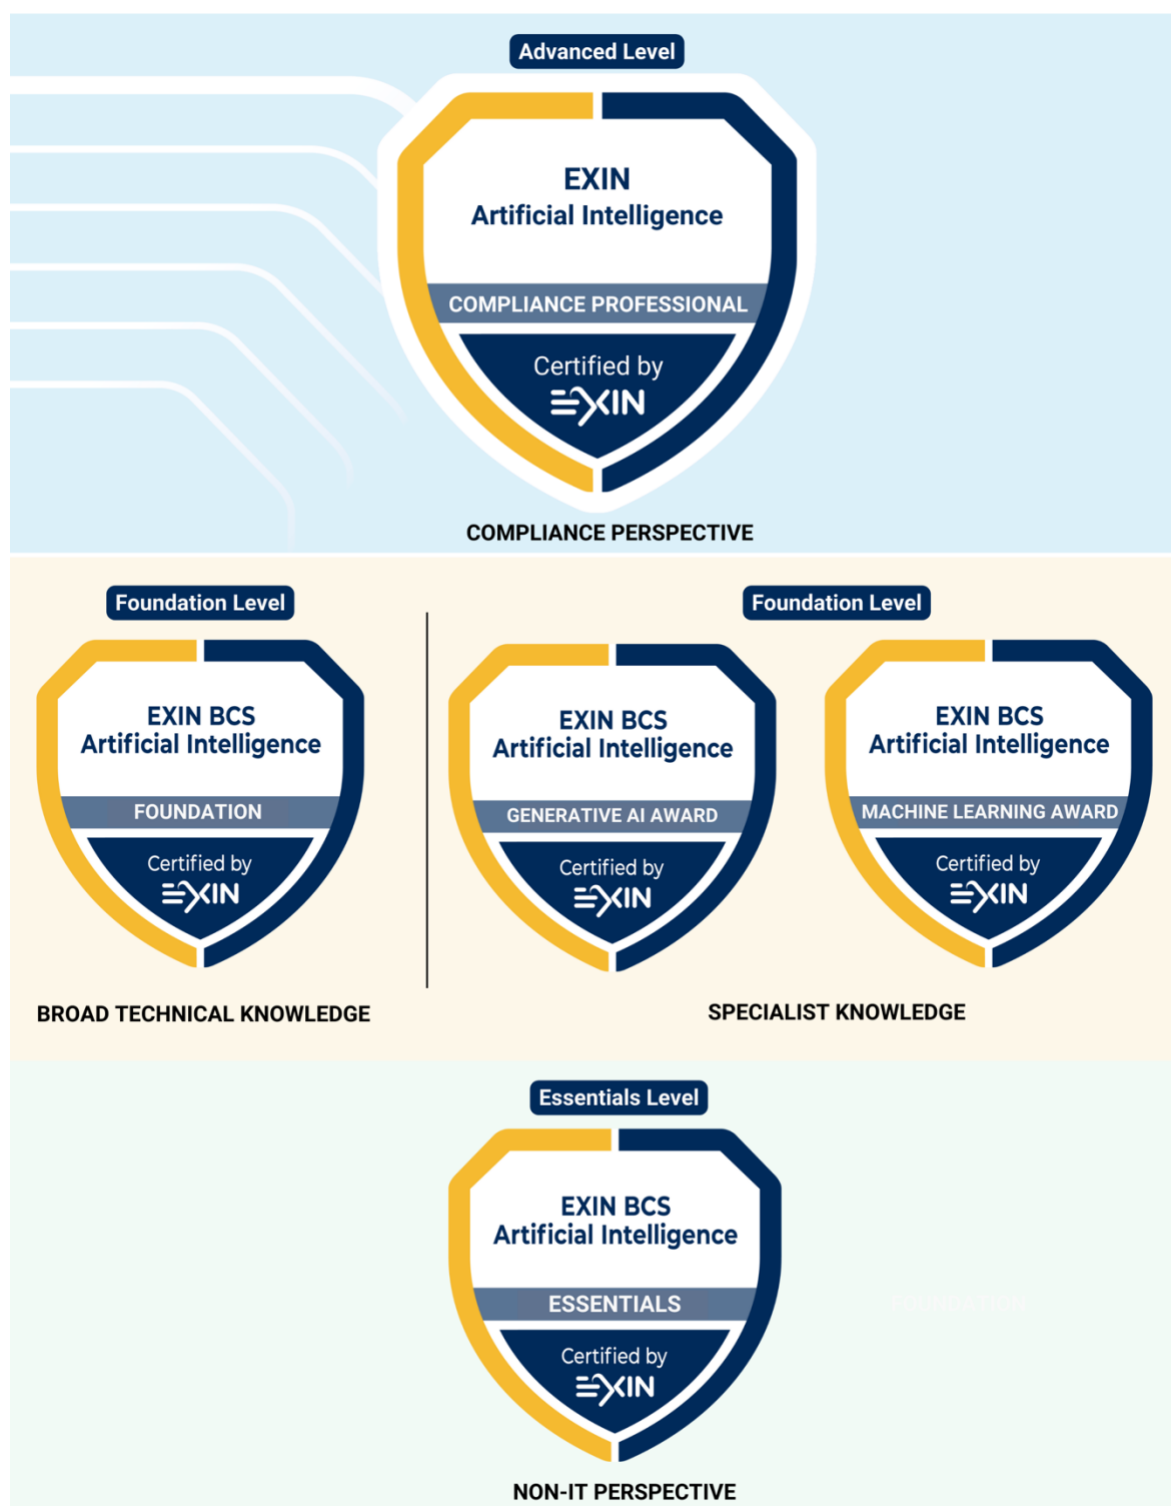 Advanced Level
EXIN
Artificial Intelligence
COMPLIANCE PROFESSIONAL
Certified by
EXIN
COMPLIANCE PERSPECTIVE
Foundation Level
EXIN BCS
Artificial Intelligence
FOUNDATION
Certified by
EXIN
BROAD TECHNICAL KNOWLEDGE
Foundation Level
EXIN BCS
Artificial Intelligence
GENERATIVE AI AWARD
Certified by
EXIN
EXIN BCS
Artificial Intelligence
MACHINE LEARNING AWARD
Certified by
EXIN
SPECIALIST KNOWLEDGE
Essentials Level
EXIN BCS
Artificial Intelligence
ESSENTIALS
Certified by
EXIN
FOUNDATION
NON-IT PERSPECTIVE